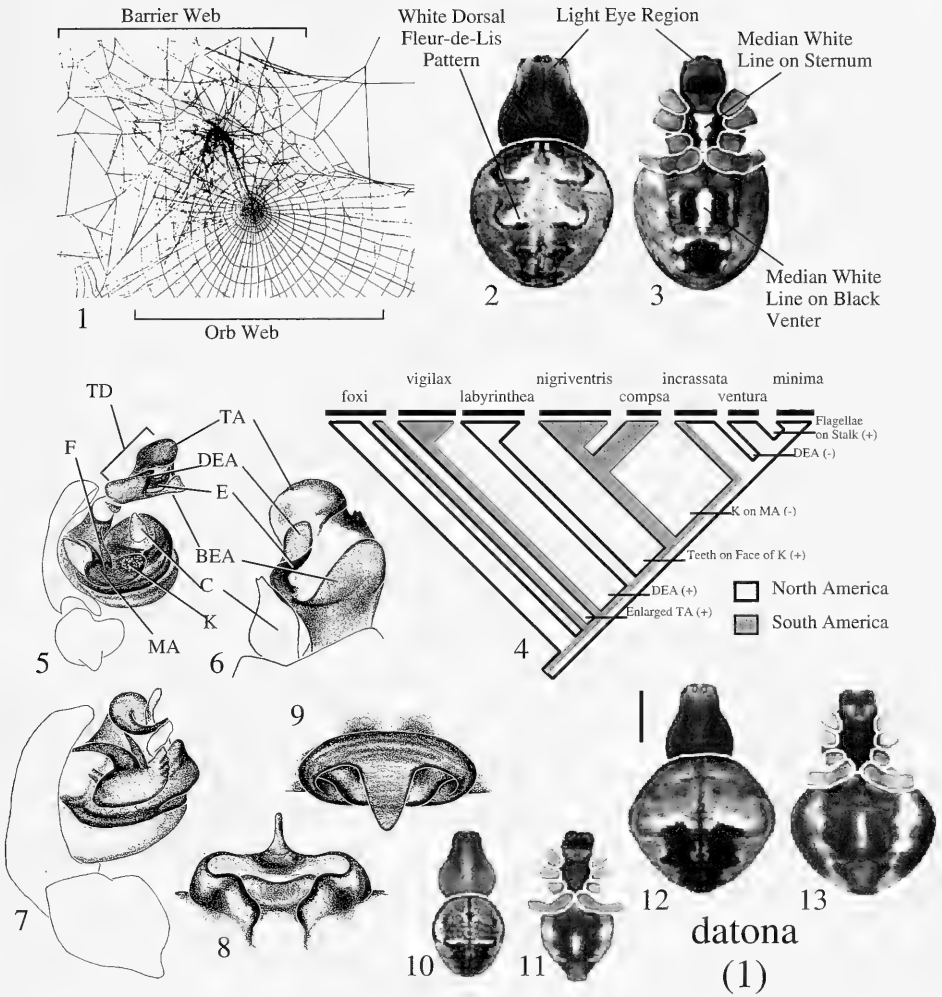 Barrier Web
1
Orb Web
White Dorsal
Fleur-de-Lis
Pattern
Light Eye Region
Median White
Line on Sternum
2
3
Median White
Line on Black
Venter
TD
F
TA
DEA
E
BEA
C
K
MA
5
6
foxi
vigilax
labyrinthea
nigriventris
compsa
incrassata
ventura
minima
Flagellae
on Stalk (+)
DEA (-)
K on MA (-)
Teeth on Face of K (+)
DEA (+)
Enlarged TA (+)
North America
South America
4
7
9
8
10
11
12
13
datona
(1)